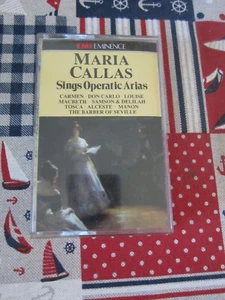 EMI EMINENCE
MARIA
CALLAS
Sings Operatic Arias
CARMEN · DON CARLO · LOUISE
MACBETH · SAMSON & DELILAH
TOSCA · ALCESTE · MANON
THE BARBER OF SEVILLE